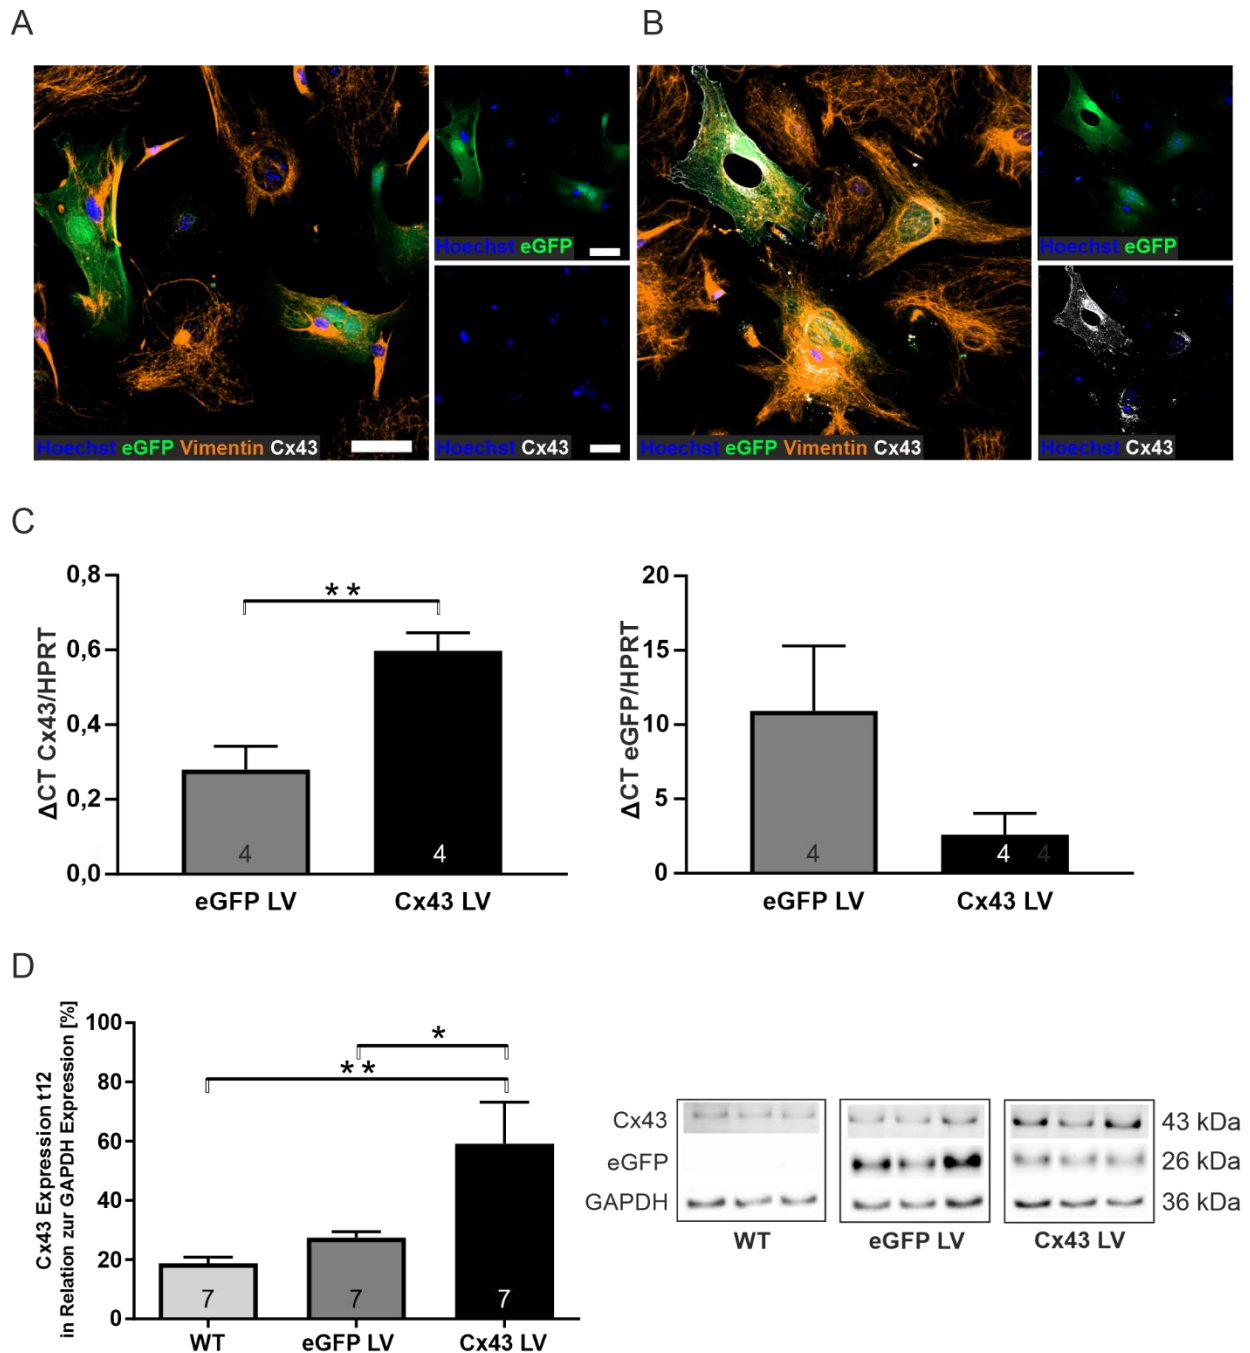 A
B
Hoechst eGFP
Hoechst eGFP
Hoechst eGFP Vimentin Cx43
Hoechst Cx43
Hoechst eGFP Vimentin Cx43
Hoechst Cx43
C
ΔCT Cx43/HPRT
0,8
0,6
0,4
0,2
0,0
**
4
4
eGFP LV
Cx43 LV
ΔCT eGFP/HPRT
20
15
10
5
0
4
4
4
eGFP LV
Cx43 LV
D
Cx43 Expression t12
in Relation zur GAPDH Expression [%]
100
80
60
40
20
0
*
**
7
7
7
WT
eGFP LV
Cx43 LV
Cx43
43 kDa
eGFP
26 kDa
GAPDH
36 kDa
WT
eGFP LV
Cx43 LV